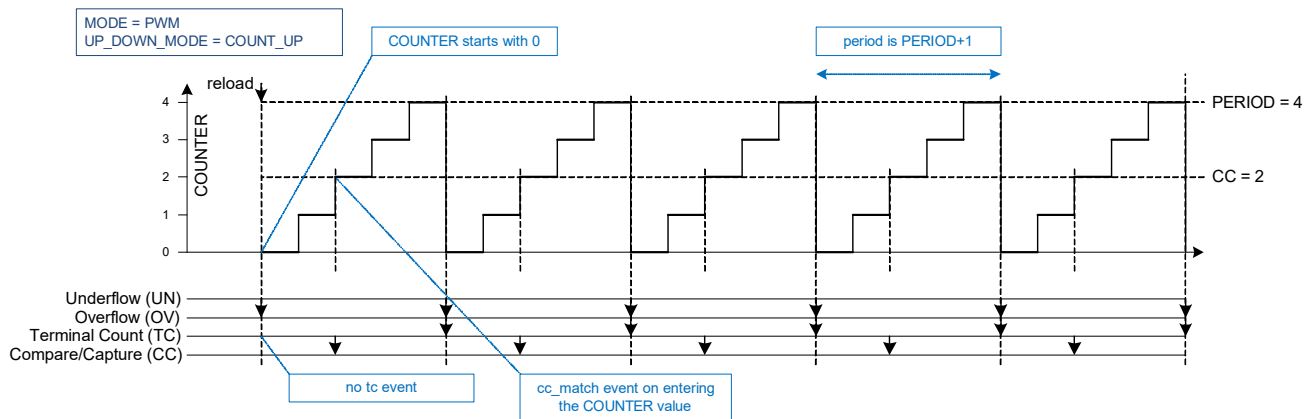 MODE = PWM
UP_DOWN_MODE = COUNT_UP
COUNTER starts with 0
period is PERIOD+1
reload
4
3
2
1
0
COUNTER
PERIOD = 4
CC = 2
Underflow (UN)
Overflow (OV)
Terminal Count (TC)
Compare/Capture (CC)
no tc event
cc_match event on entering
the COUNTER value